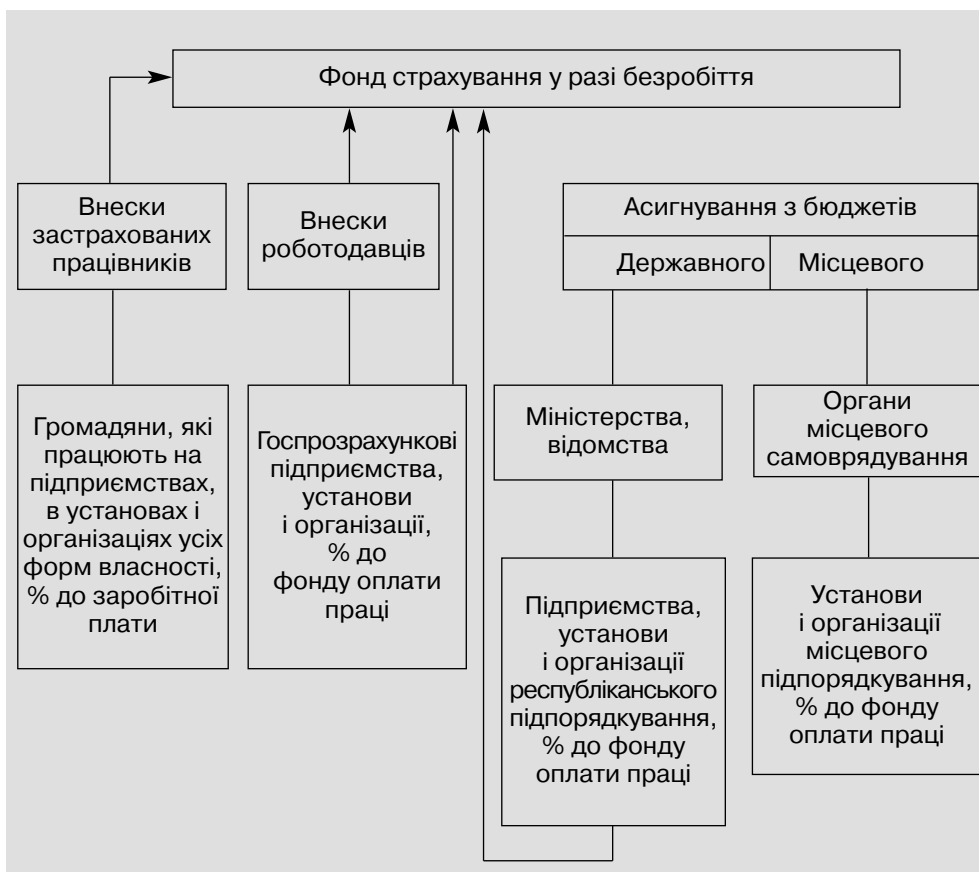 Фонд страхування у разі безробіття
Внески
застрахованих
працівників
Внески
роботодавців
Асигнування з бюджетів
Державного
Місцевого
Громадяни, які
працюють на
підприємствах,
в установах і
організаціях усіх
форм власності,
% до заробітної
плати
Госпрозрахункові
підприємства,
установи
і організації,
% до
фонду оплати
праці
Міністерства,
відомства
Органи
місцевого
самоврядування
Підприємства,
установи
і організації
республіканського
підпорядкування,
% до фонду
оплати праці
Установи
і організації
місцевого
підпорядкування,
% до фонду
оплати праці